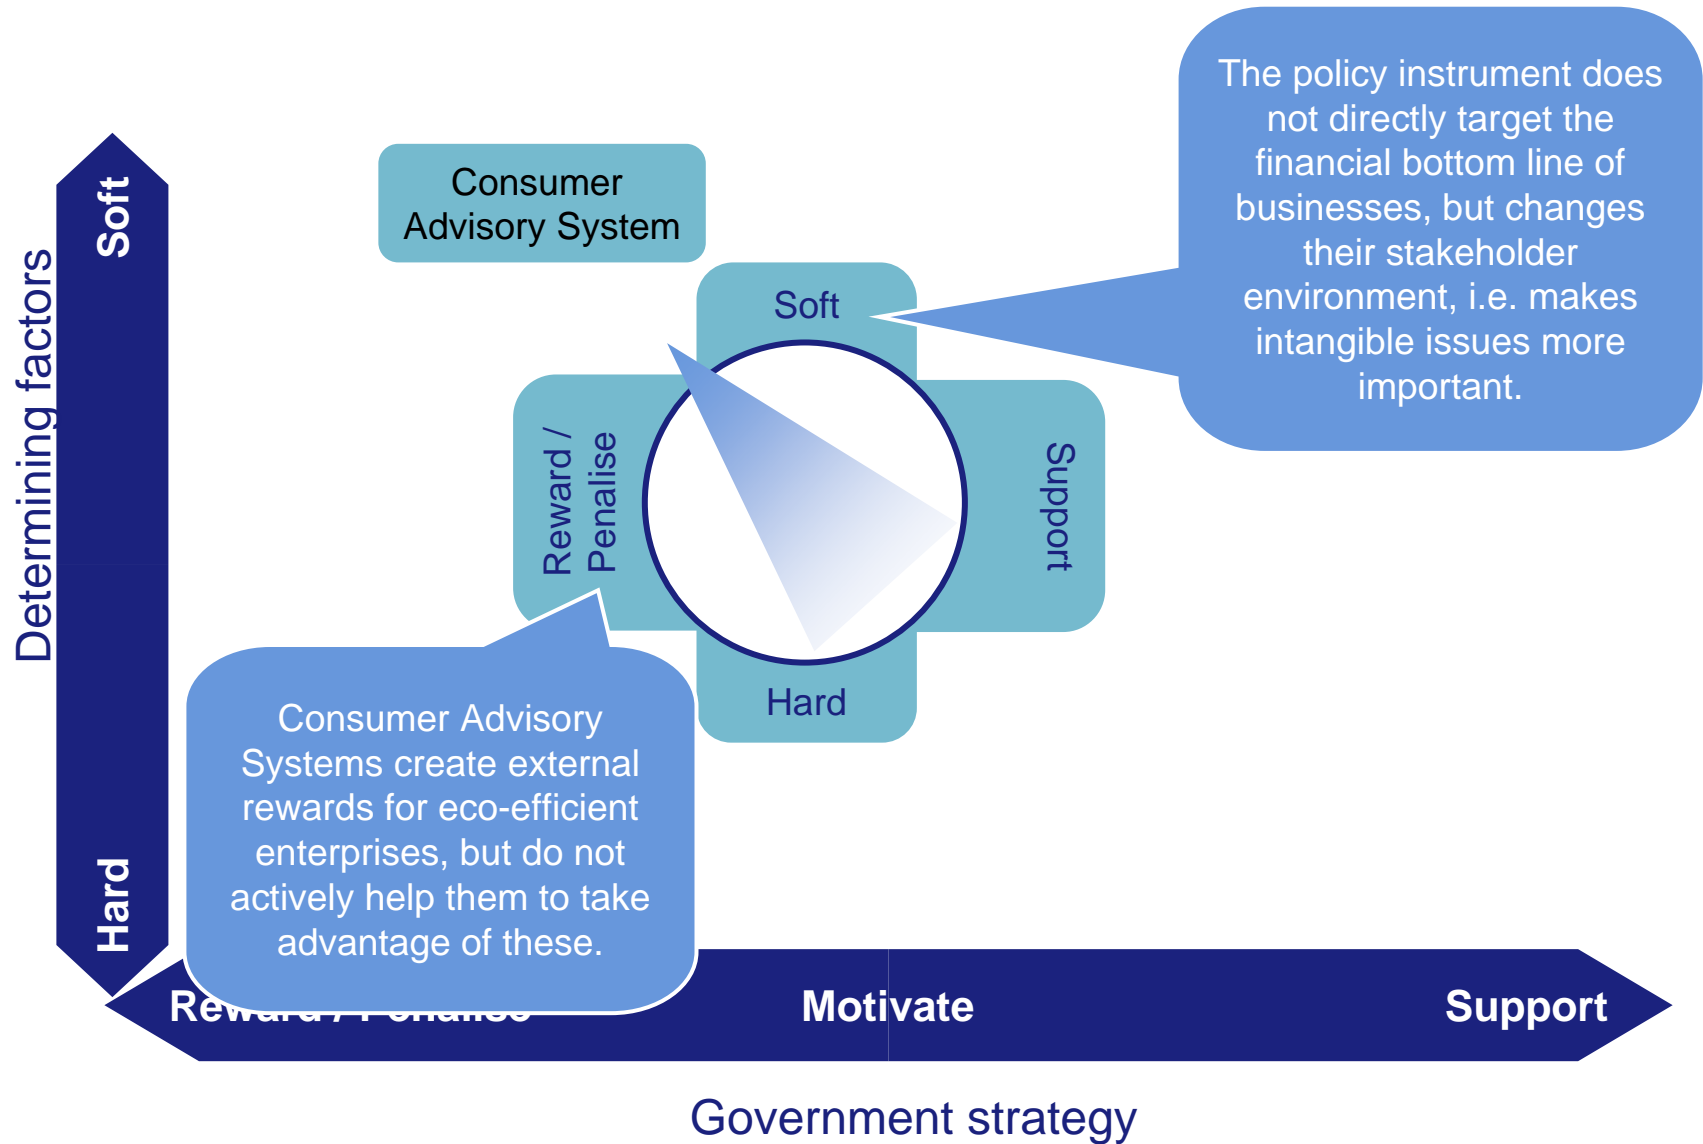 Determining factors
Soft
Hard
Consumer
Advisory System
Soft
Reward /
Penalise
Support
Hard
The policy instrument does
not directly target the
financial bottom line of
businesses, but changes
their stakeholder
environment, i.e. makes
intangible issues more
important.
Consumer Advisory
Systems create external
rewards for eco-efficient
enterprises, but do not
actively help them to take
advantage of these.
Reward / Penalise
Motivate
Support
Government strategy